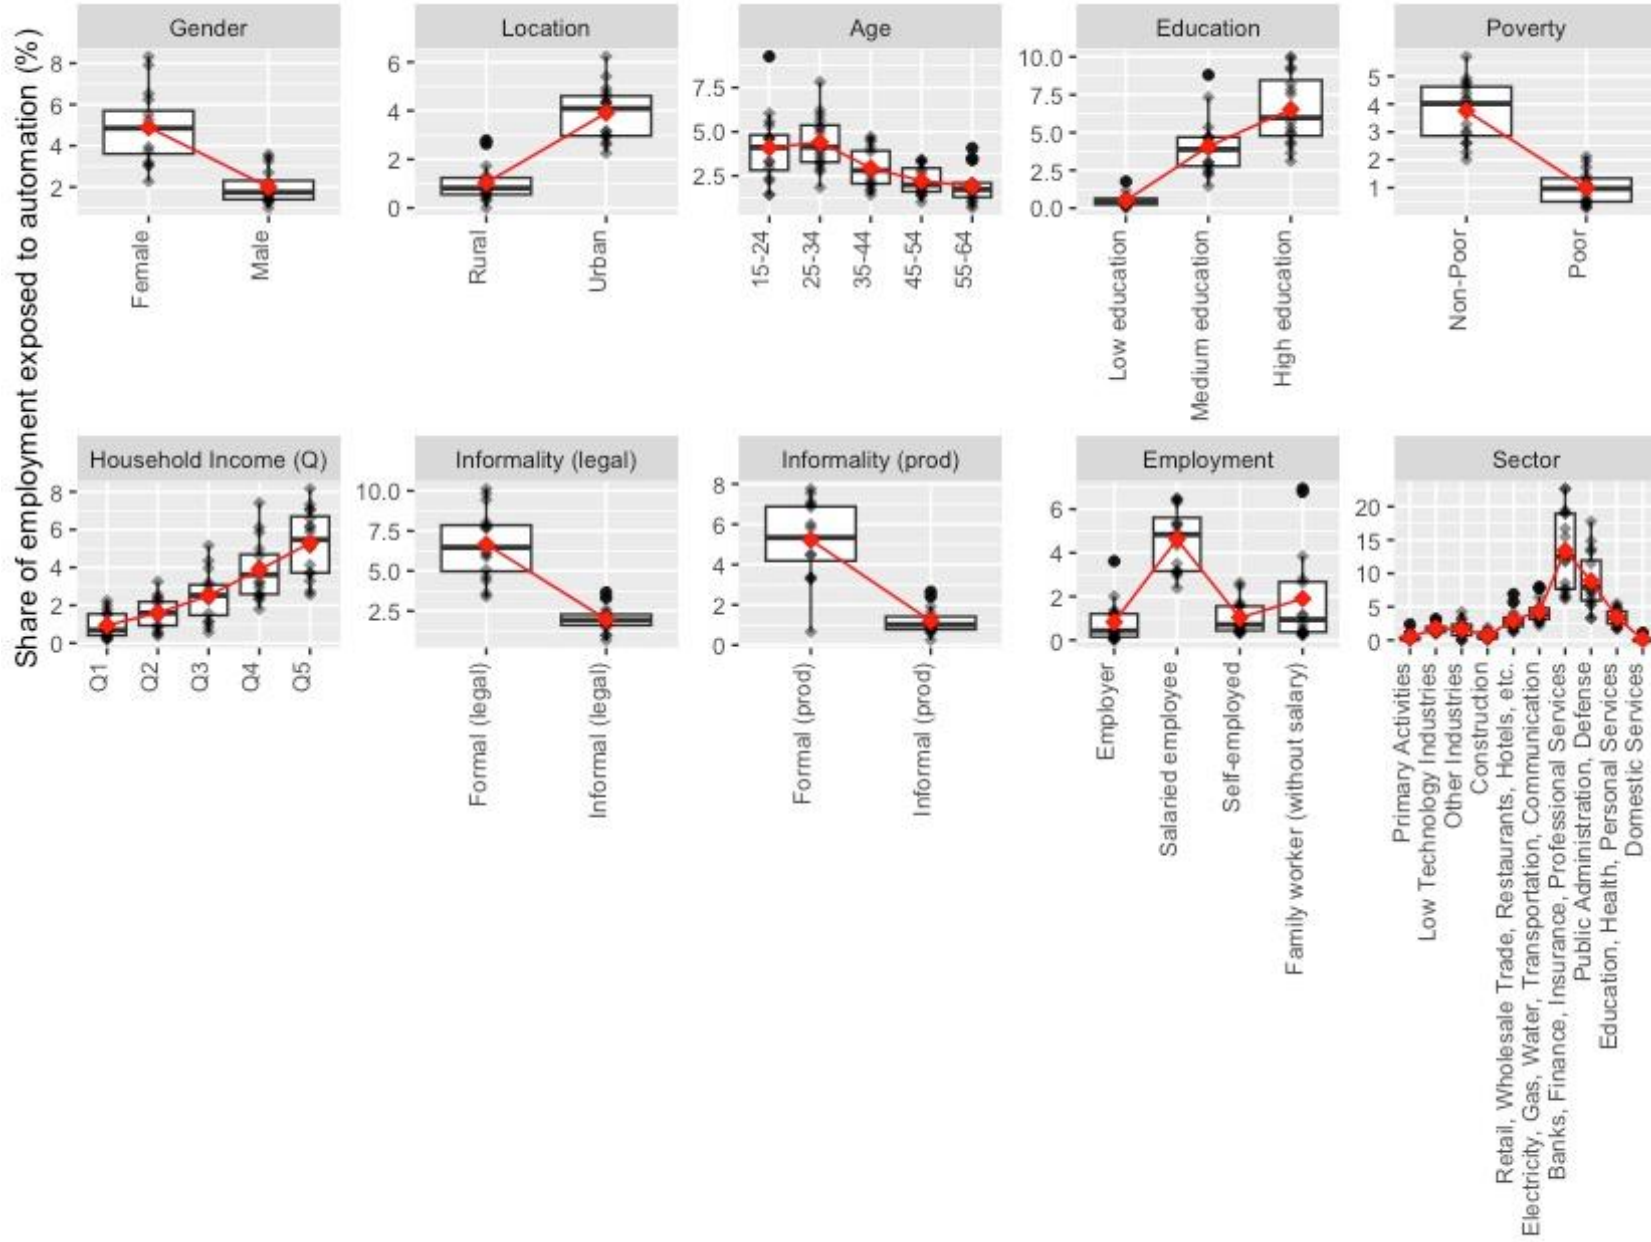 Share of employment exposed to automation (%)
Gender
8
6
4
2
Female
Male
Location
6
4
2
0
Rural
Urban
Age
7.5
5.0
2.5
15-24
25-34
35-44
45-54
55-64
Education
10.0
7.5
5.0
2.5
0.0
Low education
Medium education
High education
Poverty
5
4
3
2
1
Non-Poor
Poor
Household Income (Q)
8
6
4
2
0
Q1
Q2
Q3
Q4
Q5
Informality (legal)
10.0
7.5
5.0
2.5
Formal (legal)
Informal (legal)
Informality (prod)
8
6
4
2
0
Formal (prod)
Informal (prod)
Employment
6
4
2
0
Employer
Salaried employee
Self-employed
Family worker (without salary)
Sector
20
15
10
5
0
Primary Activities
Low Technology Industries
Other Industries
Construction
Retail, Wholesale Trade, Restaurants, Hotels, etc.
Electricity, Gas, Water, Transportation, Communication
Banks, Finance, Insurance, Professional Services
Public Administration, Defense
Education, Health, Personal Services
Domestic Services